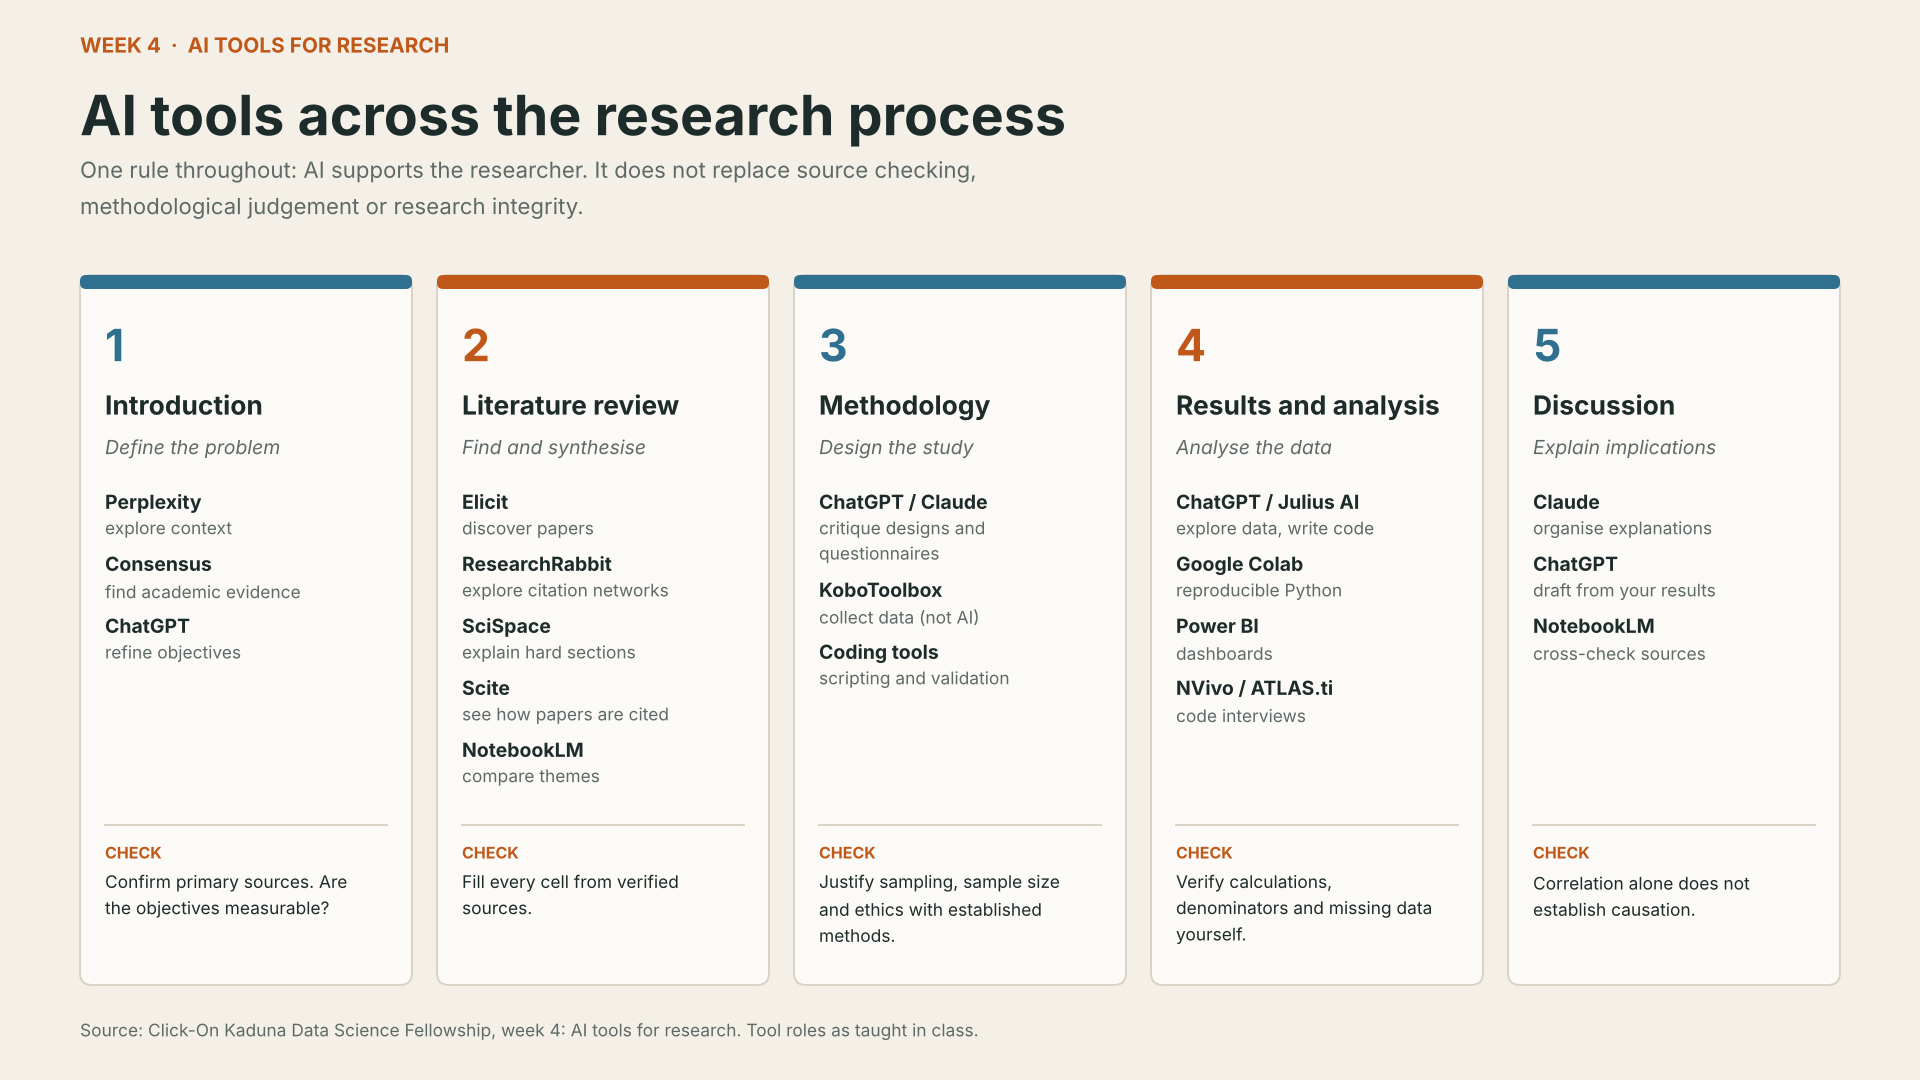 WEEK 4 · AI TOOLS FOR RESEARCH
AI tools across the research process
One rule throughout: AI supports the researcher. It does not replace source checking,
methodological judgement or research integrity.
1
Introduction
Define the problem
Perplexity
explore context
Consensus
find academic evidence
ChatGPT
refine objectives
CHECK
Confirm primary sources. Are
the objectives measurable?
2
Literature review
Find and synthesise
Elicit
discover papers
ResearchRabbit
explore citation networks
SciSpace
explain hard sections
Scite
see how papers are cited
NotebookLM
compare themes
CHECK
Fill every cell from verified
sources.
3
Methodology
Design the study
ChatGPT / Claude
critique designs and
questionnaires
KoboToolbox
collect data (not AI)
Coding tools
scripting and validation
CHECK
Justify sampling, sample size
and ethics with established
methods.
4
Results and analysis
Analyse the data
ChatGPT / Julius AI
explore data, write code
Google Colab
reproducible Python
Power BI
dashboards
NVivo / ATLAS.ti
code interviews
CHECK
Verify calculations,
denominators and missing data
yourself.
5
Discussion
Explain implications
Claude
organise explanations
ChatGPT
draft from your results
NotebookLM
cross-check sources
CHECK
Correlation alone does not
establish causation.
Source: Click-On Kaduna Data Science Fellowship, week 4: AI tools for research. Tool roles as taught in class.